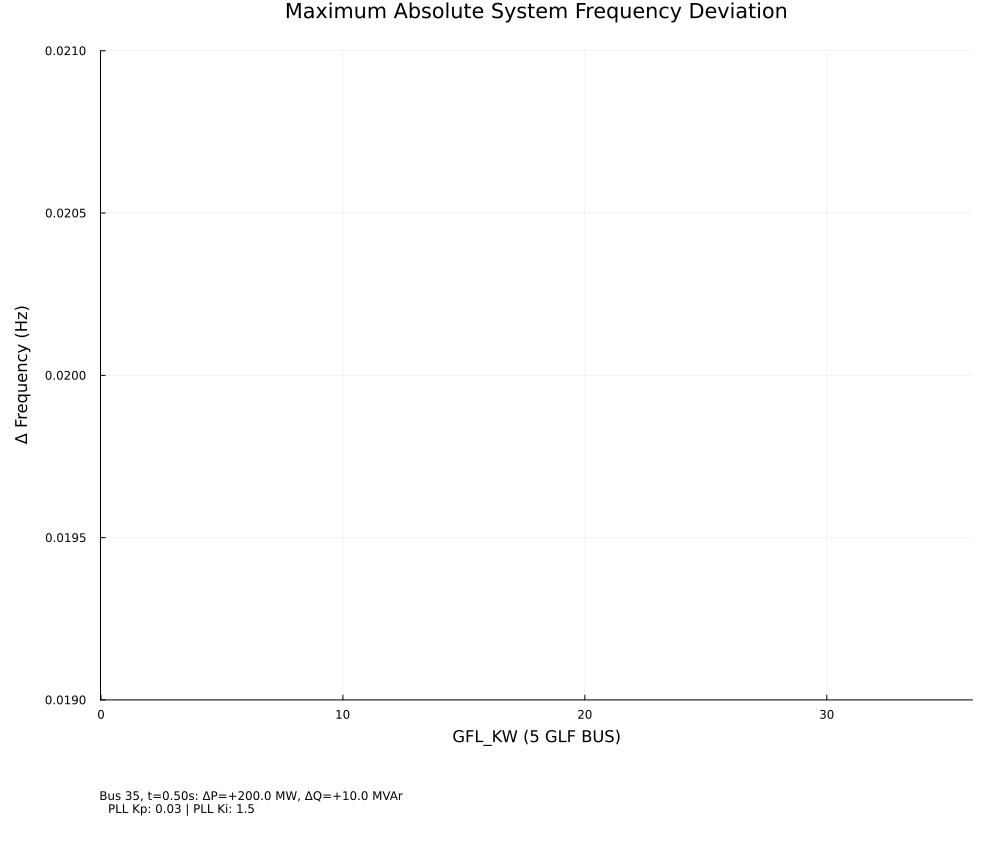 Maximum Absolute System Frequency Deviation
0.0210
0.0205
0.0200
0.0195
0.0190
Δ Frequency (Hz)
0 10 20 30
GFL_KW (5 GLF BUS)
Bus 35, t=0.50s: ΔP=+200.0 MW, ΔQ=+10.0 MVAr
PLL Kp: 0.03 | PLL Ki: 1.5